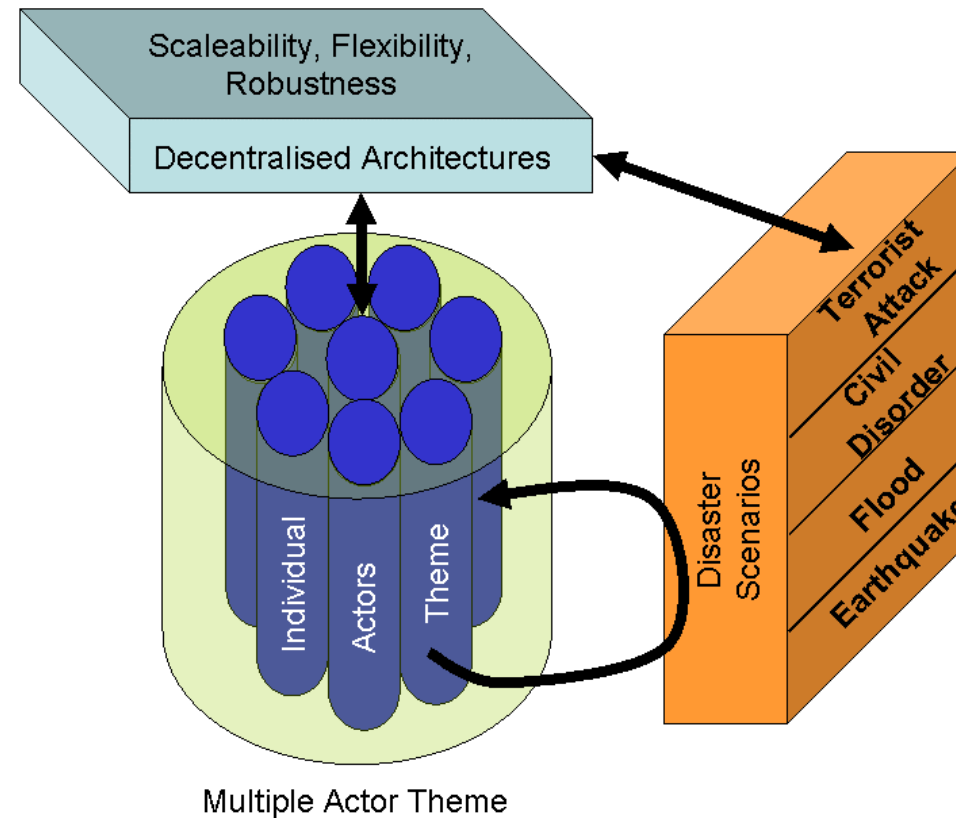 Scaleability, Flexibility,
Robustness
Decentralised Architectures
Terrorist
Attack
Civil
Disorder
Flood
Earthquake
Disaster
Scenarios
Individual
Actors
Theme
Multiple Actor Theme